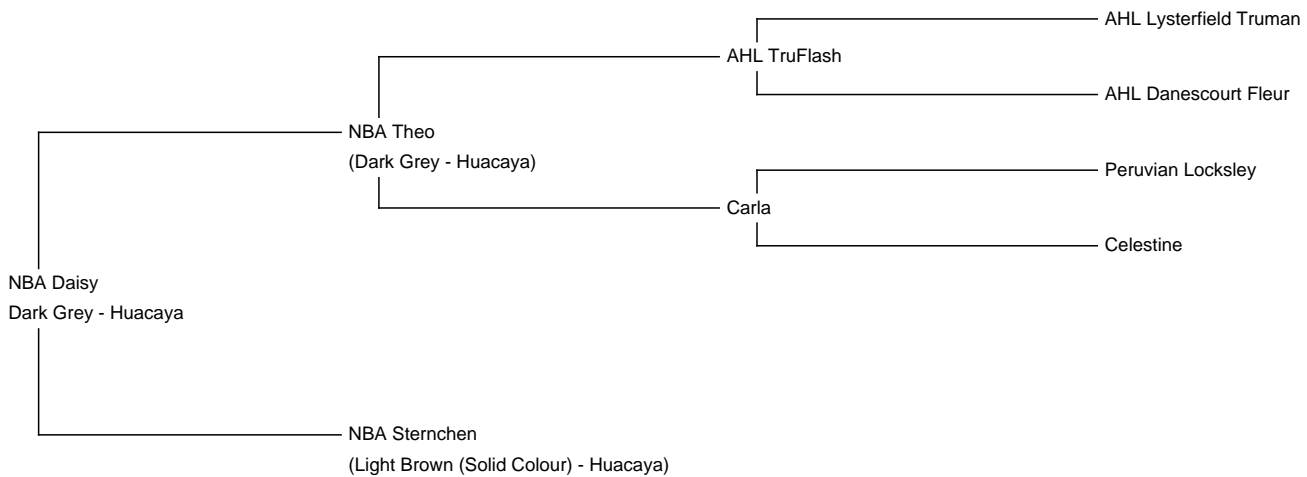 AHL Lysterfield Truman
AHL TruFlash
AHL Danescourt Fleur
NBA Theo
(Dark Grey - Huacaya)
Peruvian Locksley
Carla
Celestine
NBA Daisy
Dark Grey - Huacaya
NBA Sternchen
(Light Brown (Solid Colour) - Huacaya)